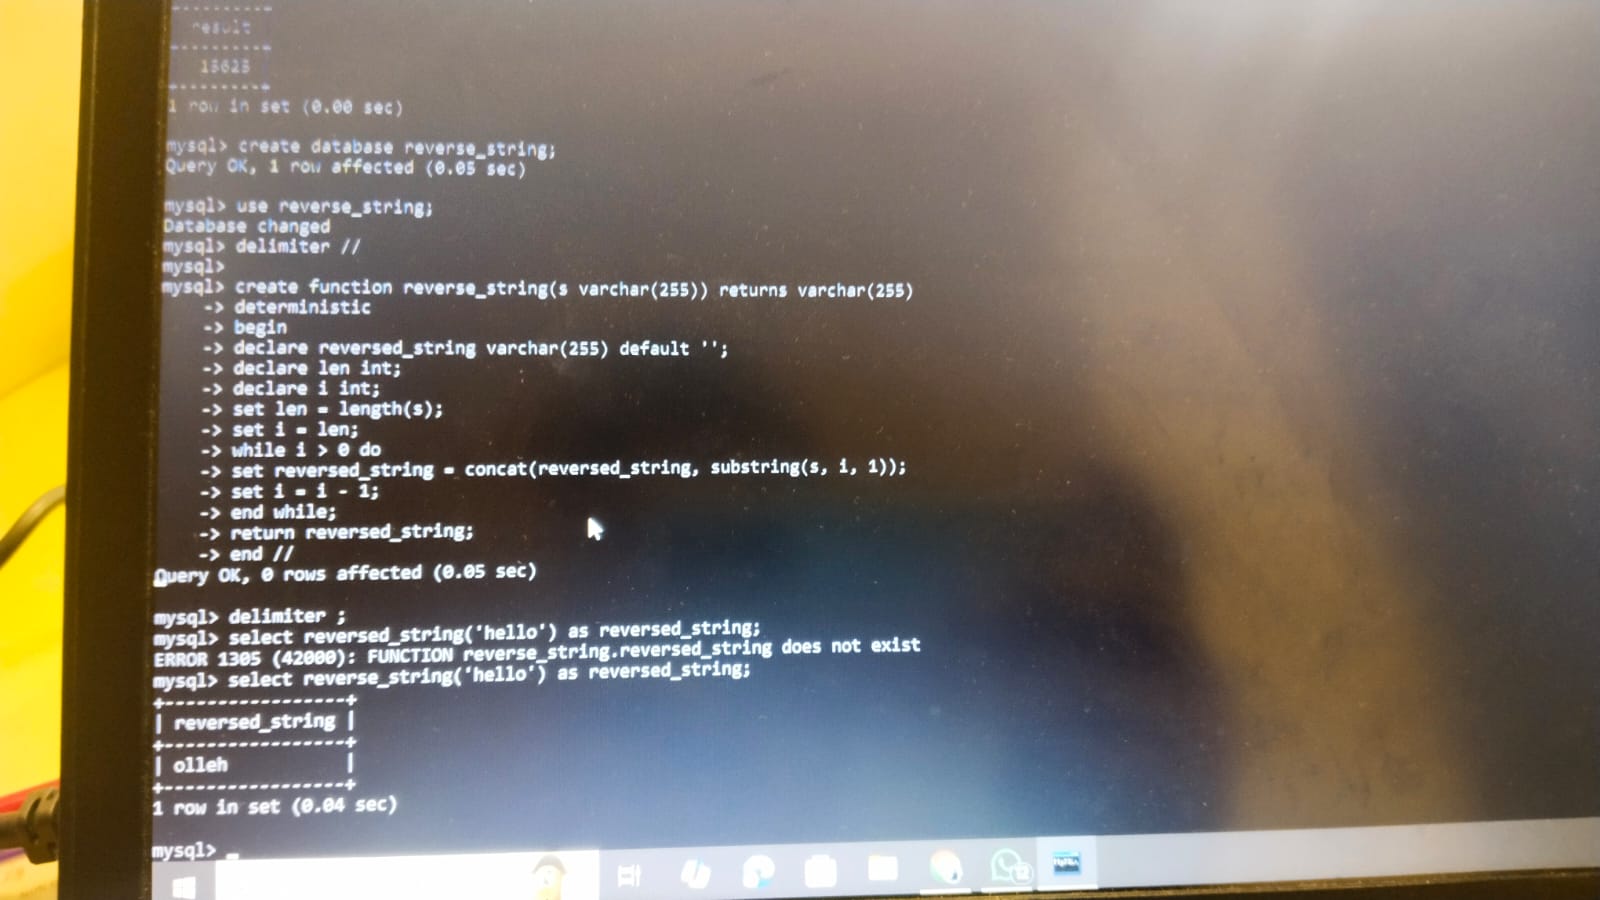 ----------+
result
----------+
15625
----------+
1 row in set (0.00 sec)
mysql> create database reverse_string;
Query OK, 1 row affected (0.05 sec)
mysql> use reverse_string;
Database changed
mysql> delimiter //
mysql>
mysql> create function reverse_string(s varchar(255)) returns varchar(255)
-> deterministic
-> begin
-> declare reversed_string varchar(255) default '';
-> declare len int;
-> declare i int;
-> set len = length(s);
-> set i = len;
-> while i > 0 do
-> set reversed_string = concat(reversed_string, substring(s, i, 1));
-> set i = i - 1;
-> end while;
-> return reversed_string;
-> end //
Query OK, 0 rows affected (0.05 sec)
mysql> delimiter ;
mysql> select reversed_string('hello') as reversed_string;
ERROR 1305 (42000): FUNCTION reverse_string.reversed_string does not exist
mysql> select reverse_string('hello') as reversed_string;
+-----------------+
| reversed_string |
+-----------------+
| olleh           |
+-----------------+
1 row in set (0.04 sec)
mysql> _